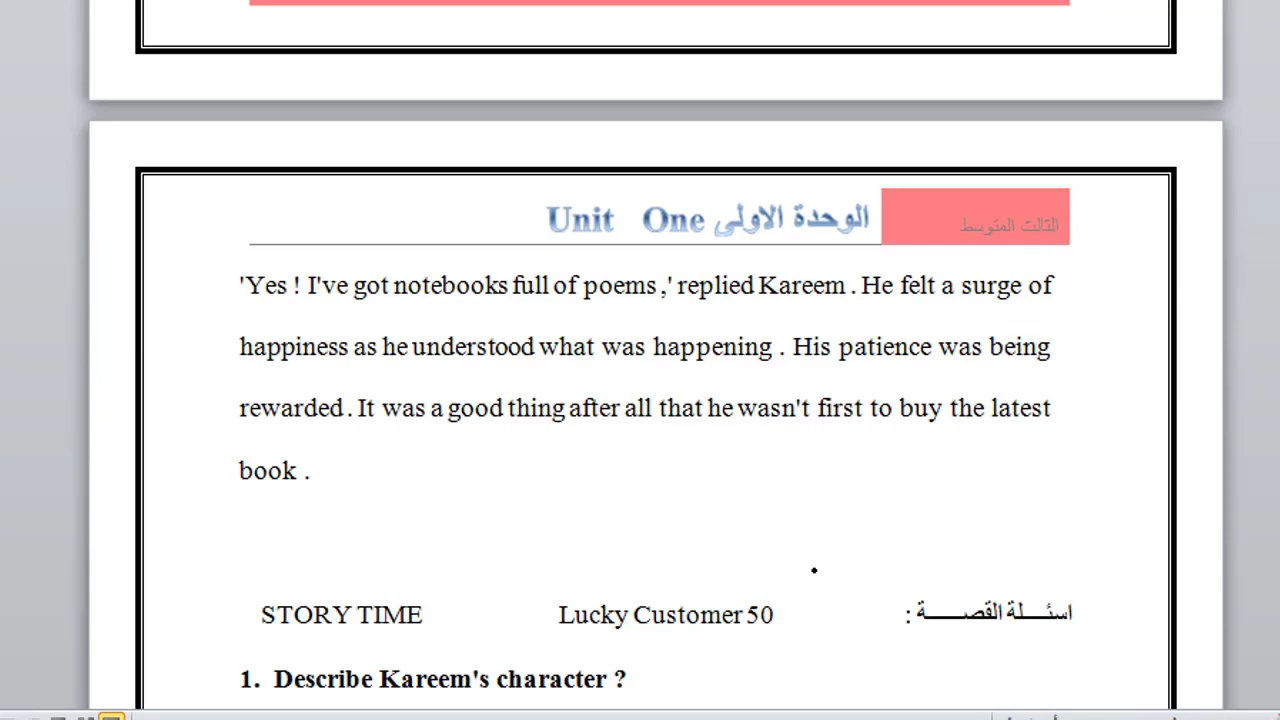 Unit One الوحدة الاولى
الثالث المتوسط
'Yes ! I've got notebooks full of poems ,' replied Kareem . He felt a surge of
happiness as he understood what was happening . His patience was being
rewarded . It was a good thing after all that he wasn't first to buy the latest
book .
STORY TIME Lucky Customer 50 اسئـــلة القصـــــة :
1. Describe Kareem's character ?